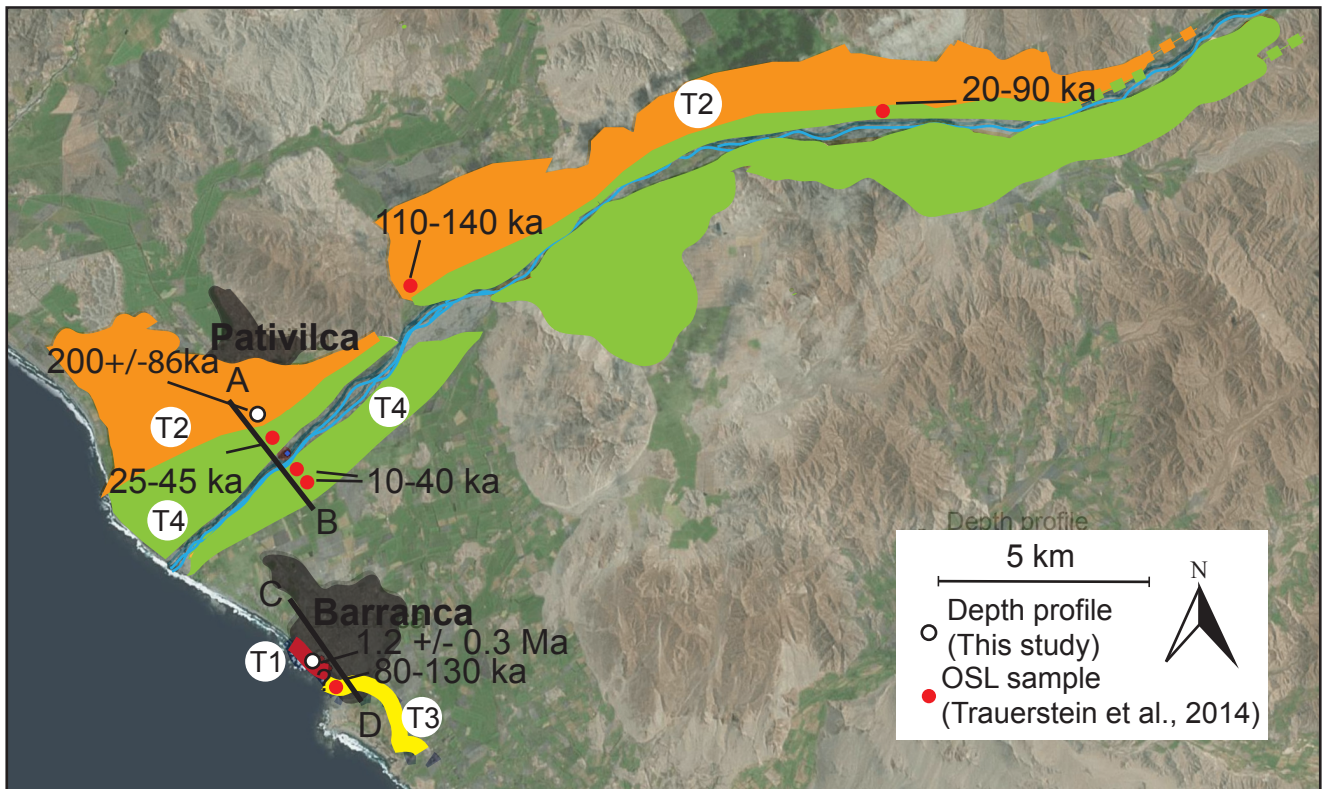 T2
20-90 ka
110-140 ka
Pativilca
200+/-86ka
A
T2
T4
25-45 ka
10-40 ka
T4
B
C
Barranca
1.2 +/- 0.3 Ma
T1
80-130 ka
D
T3
Depth profile
5 km
N
Depth profile
(This study)
OSL sample
(Trauerstein et al., 2014)